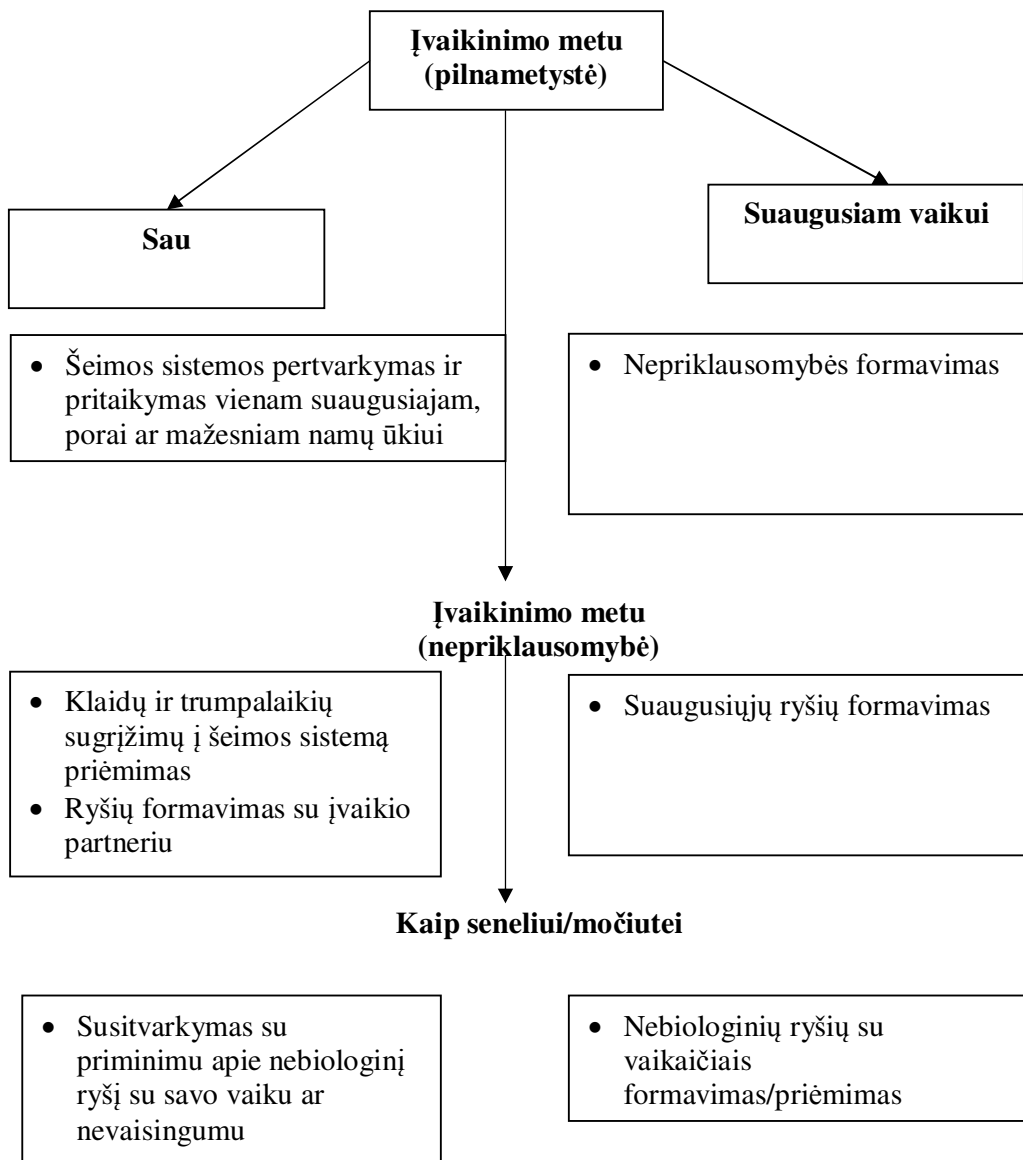 Įvaikinimo metu
(pilnametystė)
Sau
Suaugusiam vaikui
• Šeimos sistemos pertvarkymas ir
pritaikymas vienam suaugusiajam,
porai ar mažesniam namų ūkiui
• Nepriklausomybės formavimas
Įvaikinimo metu
(nepriklausomybė)
• Klaidų ir trumpalaikių
sugrįžimų į šeimos sistemą
priėmimas
• Ryšių formavimas su įvaikio
partneriu
• Suaugusiųjų ryšių formavimas
Kaip seneliui/močiutei
• Susitvarkymas su
priminimu apie nebiologinį
ryšį su savo vaiku ar
nevaisingumu
• Nebiologinių ryšių su
vaikaičiais
formavimas/priėmimas